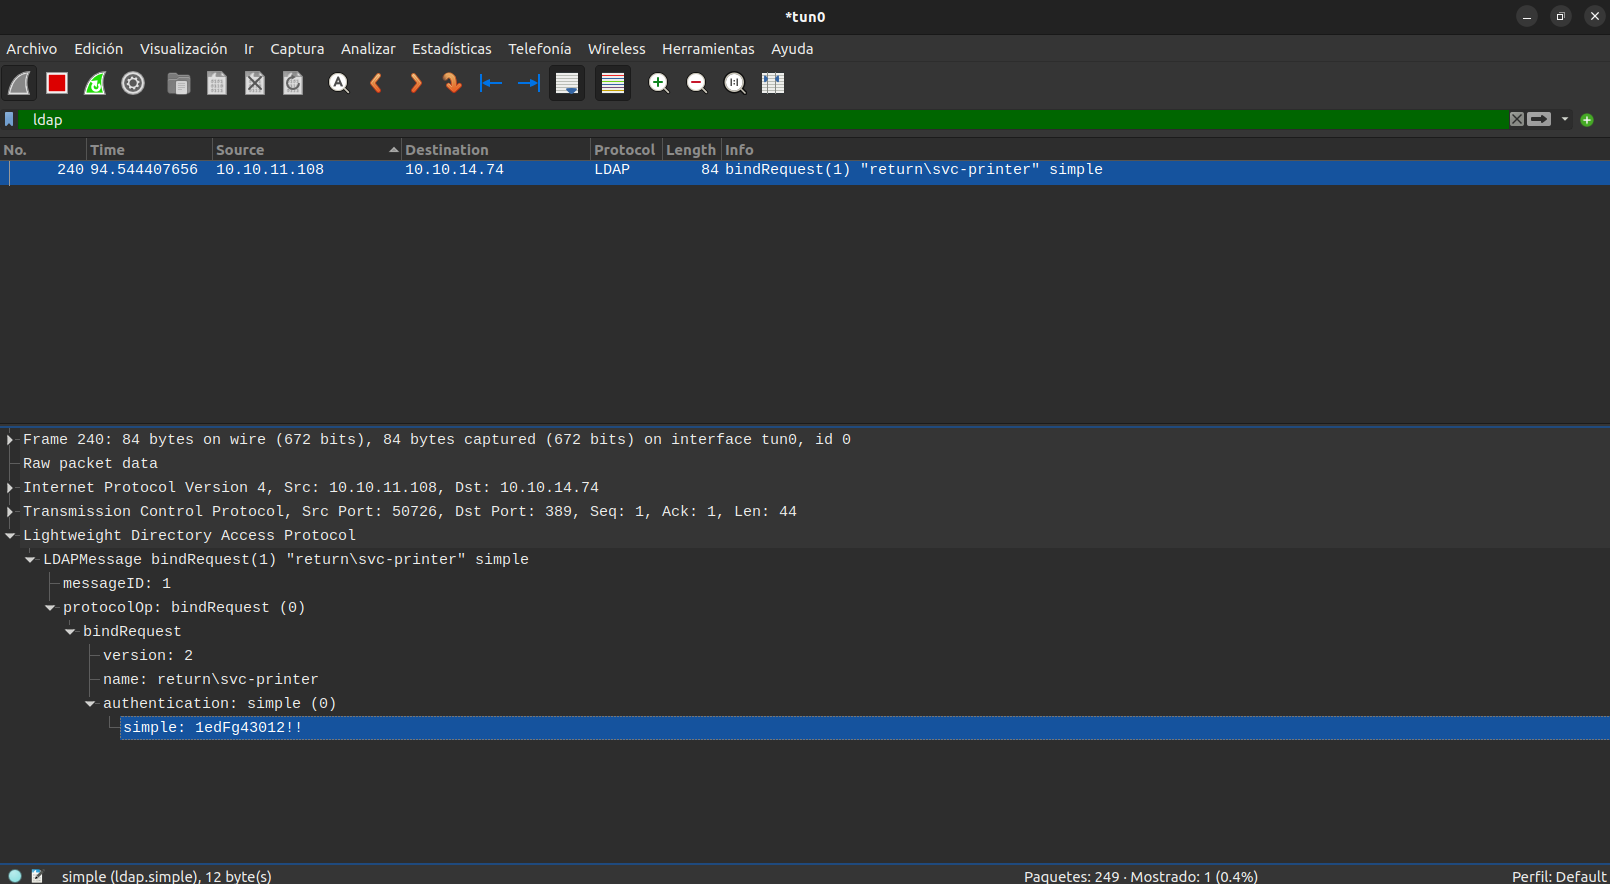 *tun0
Archivo Edición Visualización Ir Captura Analizar Estadísticas Telefonía Wireless Herramientas Ayuda
ldap
No. Time Source Destination Protocol Length Info
240 94.544407656 10.10.11.108 10.10.14.74 LDAP 84 bindRequest(1) "return\svc-printer" simple
Frame 240: 84 bytes on wire (672 bits), 84 bytes captured (672 bits) on interface tun0, id 0
Raw packet data
Internet Protocol Version 4, Src: 10.10.11.108, Dst: 10.10.14.74
Transmission Control Protocol, Src Port: 50726, Dst Port: 389, Seq: 1, Ack: 1, Len: 44
Lightweight Directory Access Protocol
LDAPMessage bindRequest(1) "return\svc-printer" simple
messageID: 1
protocolOp: bindRequest (0)
bindRequest
version: 2
name: return\svc-printer
authentication: simple (0)
simple: 1edFg43012!!
simple (ldap.simple), 12 byte(s) Paquetes: 249 · Mostrado: 1 (0.4%) Perfil: Default